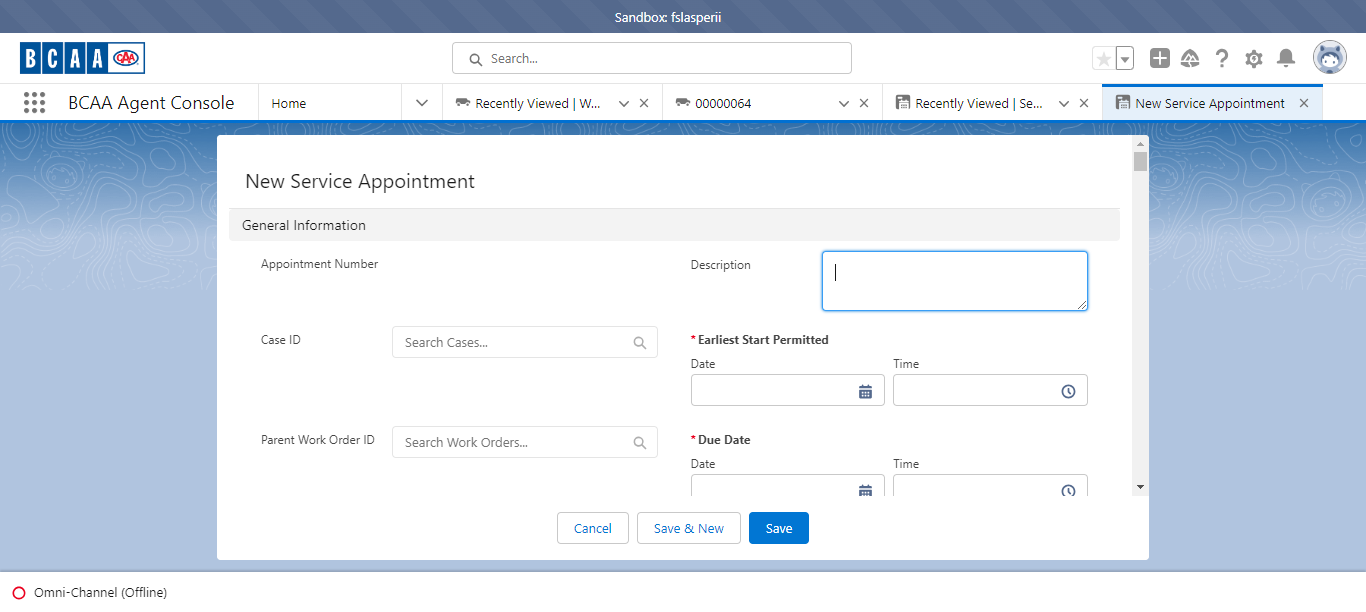 Sandbox: fslasperii
BCAA CAA
Search...
BCAA Agent Console
Home
Recently Viewed | W...
00000064
Recently Viewed | Se...
New Service Appointment
New Service Appointment
General Information
Appointment Number
Description
Case ID
Search Cases...
*Earliest Start Permitted
Date
Time
Parent Work Order ID
Search Work Orders...
*Due Date
Date
Time
Cancel
Save & New
Save
Omni-Channel (Offline)